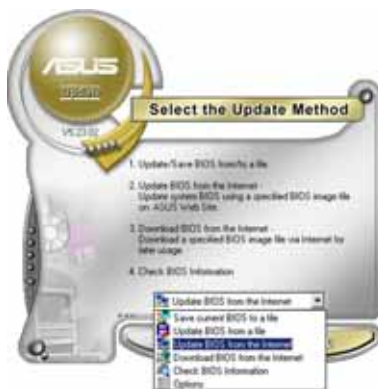 ASUS
Update
Select the Update Method
1. Update/Save BIOS from/to a file
2. Update BIOS from the Internet -
Update system BIOS using a specified BIOS image file
on ASUS Web Site.
3. Download BIOS from the Internet -
Download a specified BIOS image file via Internet for
later usage.
4. Check BIOS Information
Update BIOS from the Internet
Save current BIOS to a file
Update BIOS from a file
Update BIOS from the Internet
Download BIOS from the Internet
Check BIOS Information
Options